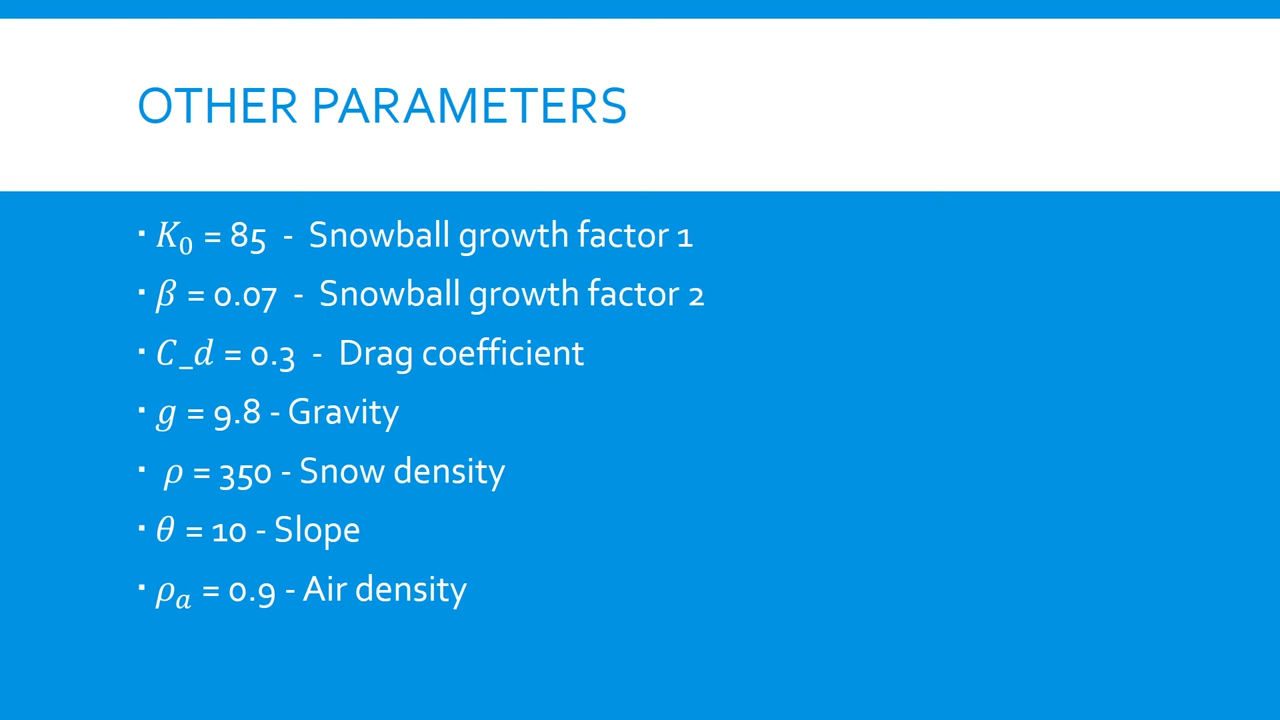 OTHER PARAMETERS
▪ K₀ = 85 - Snowball growth factor 1
▪ β = 0.07 - Snowball growth factor 2
▪ C_d = 0.3 - Drag coefficient
▪ g = 9.8 - Gravity
▪ ρ = 350 - Snow density
▪ θ = 10 - Slope
▪ ρₐ = 0.9 - Air density